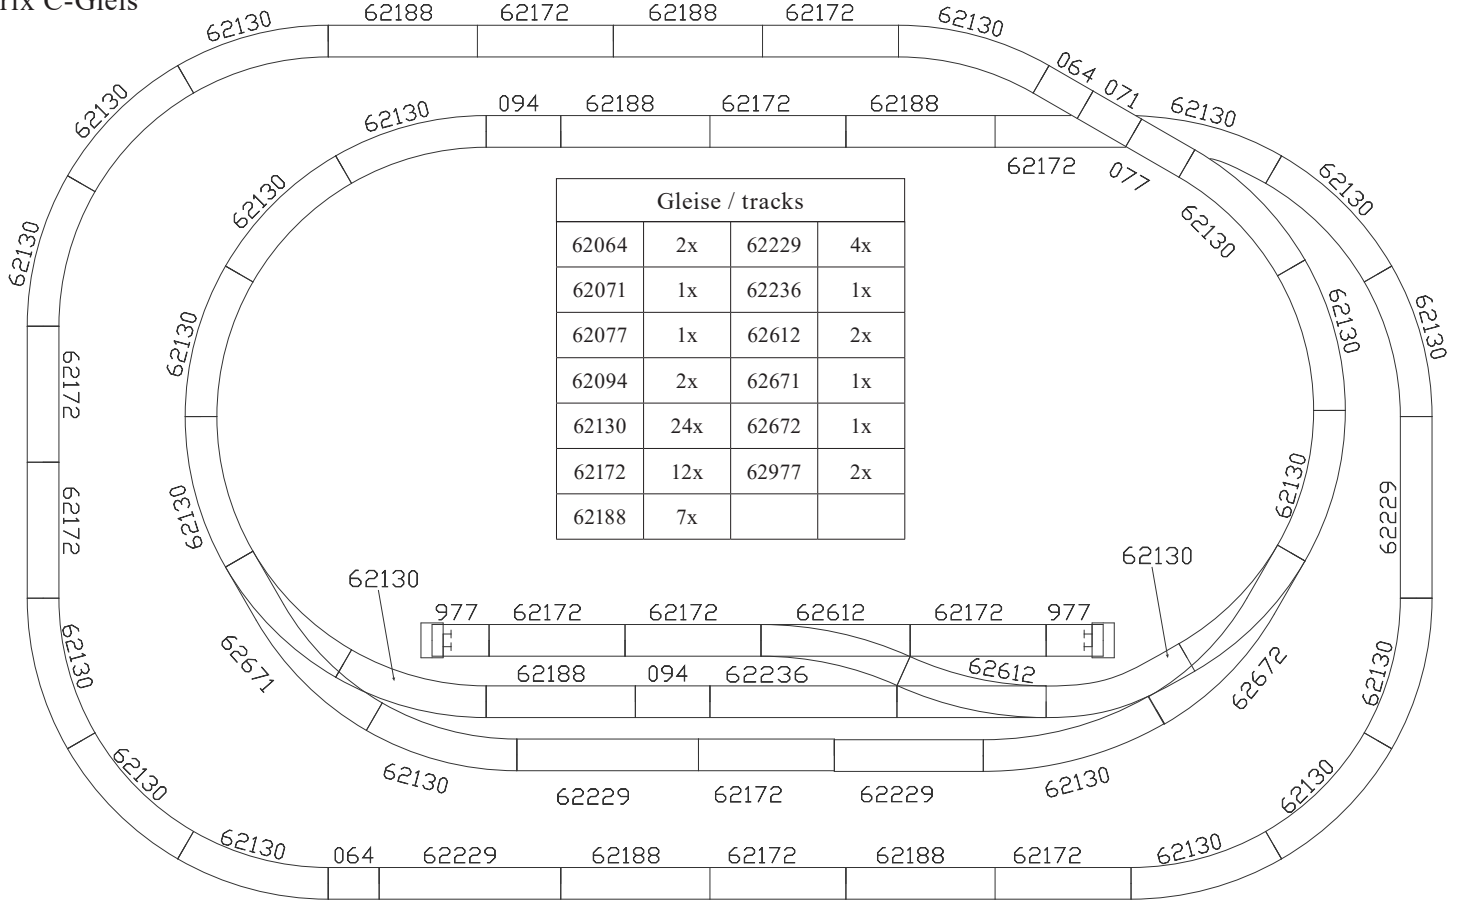 rix C-Gleis
62130 62188 62172 62188 62172 62130
064 071
62130 62130 094 62188 62172 62188 62130
62172 077
62130 62130 62130
62130 62130 62130
62130 62130
62172 62172
Gleise / tracks
62064 2x 62229 4x
62071 1x 62236 1x
62077 1x 62612 2x
62094 2x 62671 1x
62130 24x 62672 1x
62172 12x 62977 2x
62188 7x
62130 62130 62229
62130 62130
977 62172 62172 62612 62172 977
62188 094 62236 62612
62130 62671 62672 62130
62130 62130
62229 62172 62229
62130 62130
62130 064 62229 62188 62172 62188 62172 62130